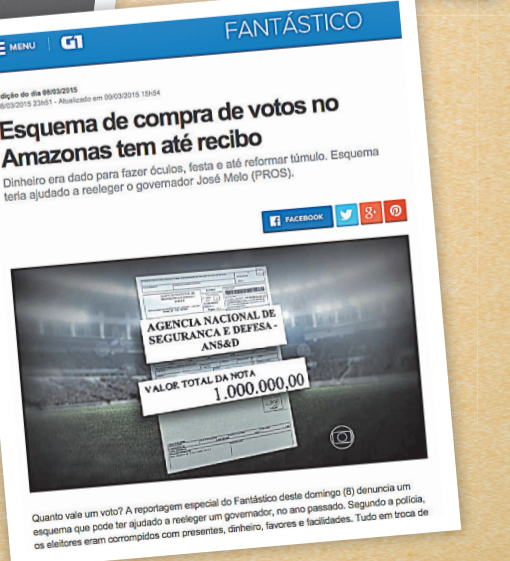 MENU G1 FANTÁSTICO
dição do dia 08/03/2015
8/03/2015 23h51 - Atualizado em 09/03/2015 15h54
Esquema de compra de votos no
Amazonas tem até recibo
Dinheiro era dado para fazer óculos, festa e até reformar túmulo. Esquema
teria ajudado a reeleger o governador José Melo (PROS).
FACEBOOK
AGENCIA NACIONAL DE
SEGURANCA E DEFESA -
ANS&D
VALOR TOTAL DA NOTA
1.000.000,00
Quanto vale um voto? A reportagem especial do Fantástico deste domingo (8) denuncia um
esquema que pode ter ajudado a reeleger um governador, no ano passado. Segundo a polícia,
os eleitores eram corrompidos com presentes, dinheiro, favores e facilidades. Tudo em troca de